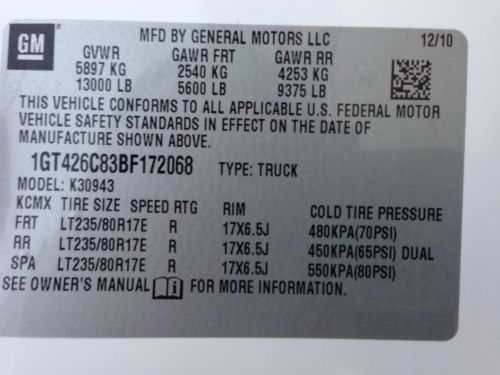 GM
MFD BY GENERAL MOTORS LLC 12/10
GVWR GAWR FRT GAWR RR
5897 KG 2540 KG 4253 KG
13000 LB 5600 LB 9375 LB
THIS VEHICLE CONFORMS TO ALL APPLICABLE U.S. FEDERAL MOTOR
VEHICLE SAFETY STANDARDS IN EFFECT ON THE DATE OF
MANUFACTURE SHOWN ABOVE.
1GT426C83BF172068 TYPE: TRUCK
MODEL: K30943
KCMX TIRE SIZE SPEED RTG RIM COLD TIRE PRESSURE
FRT LT235/80R17E R 17X6.5J 480KPA(70PSI)
RR LT235/80R17E R 17X6.5J 450KPA(65PSI) DUAL
SPA LT235/80R17E R 17X6.5J 550KPA(80PSI)
SEE OWNER'S MANUAL FOR MORE INFORMATION.